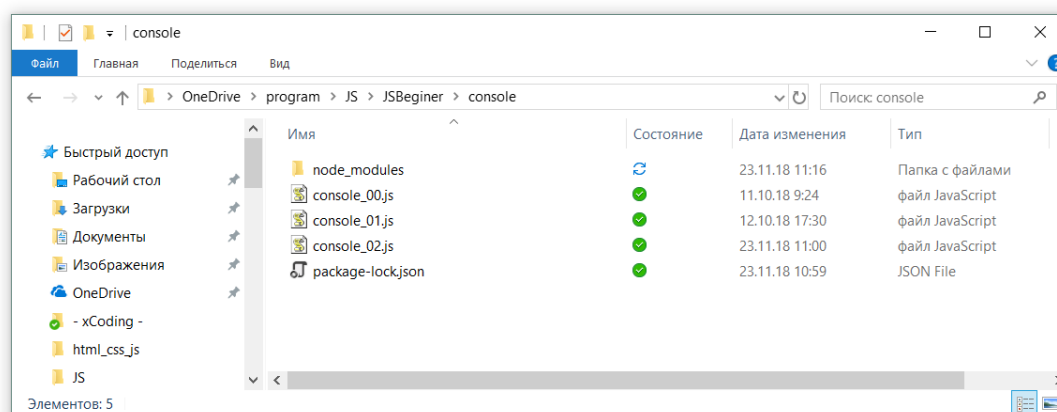 console
Файл Главная Поделиться Вид
OneDrive > program > JS > JSBeginer > console
Поиск: console
Имя Состояние Дата изменения Тип
Быстрый доступ
Рабочий стол
Загрузки
Документы
Изображения
OneDrive
- xCoding -
html_css_js
JS
node_modules 23.11.18 11:16 Папка с файлами
console_00.js 11.10.18 9:24 файл JavaScript
console_01.js 12.10.18 17:30 файл JavaScript
console_02.js 23.11.18 11:00 файл JavaScript
package-lock.json 23.11.18 10:59 JSON File
Элементов: 5